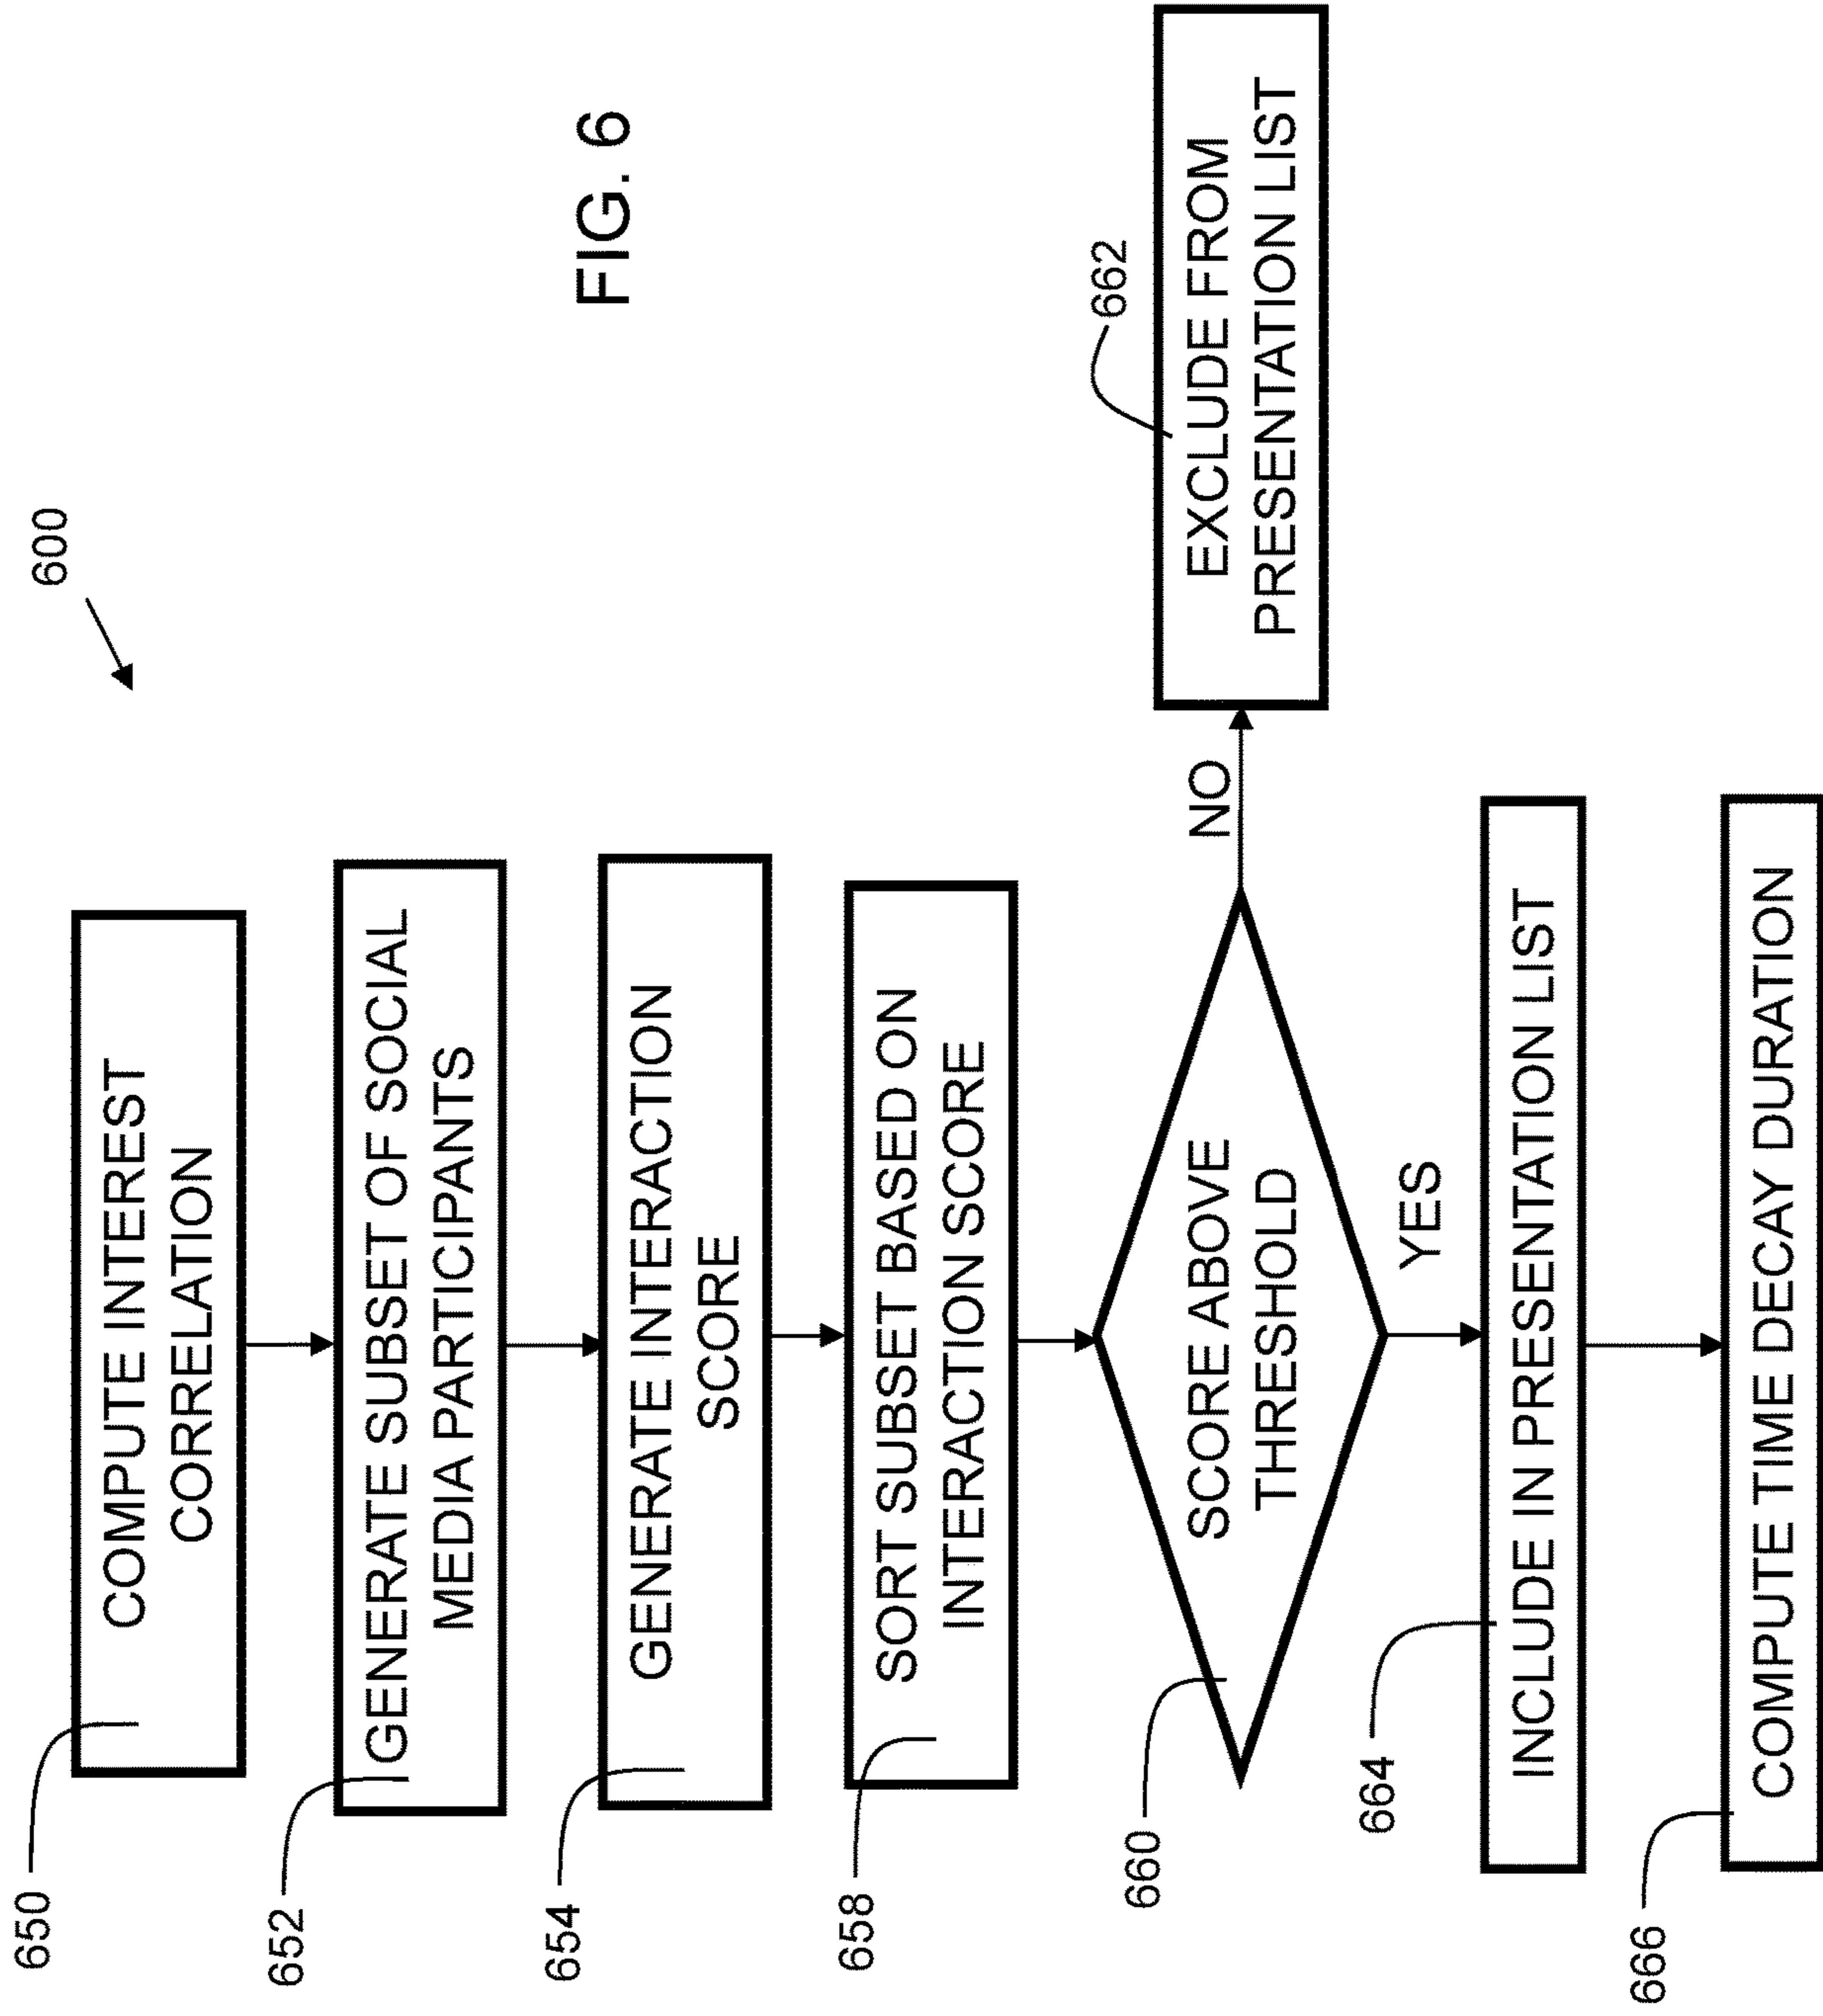 600
650
COMPUTE INTEREST
CORRELATION
652
GENERATE SUBSET OF SOCIAL
MEDIA PARTICIPANTS
654
GENERATE INTERACTION
SCORE
658
SORT SUBSET BASED ON
INTERACTION SCORE
660
SCORE ABOVE
THRESHOLD
NO
662
EXCLUDE FROM
PRESENTATION LIST
YES
664
INCLUDE IN PRESENTATION LIST
666
COMPUTE TIME DECAY DURATION
FIG. 6